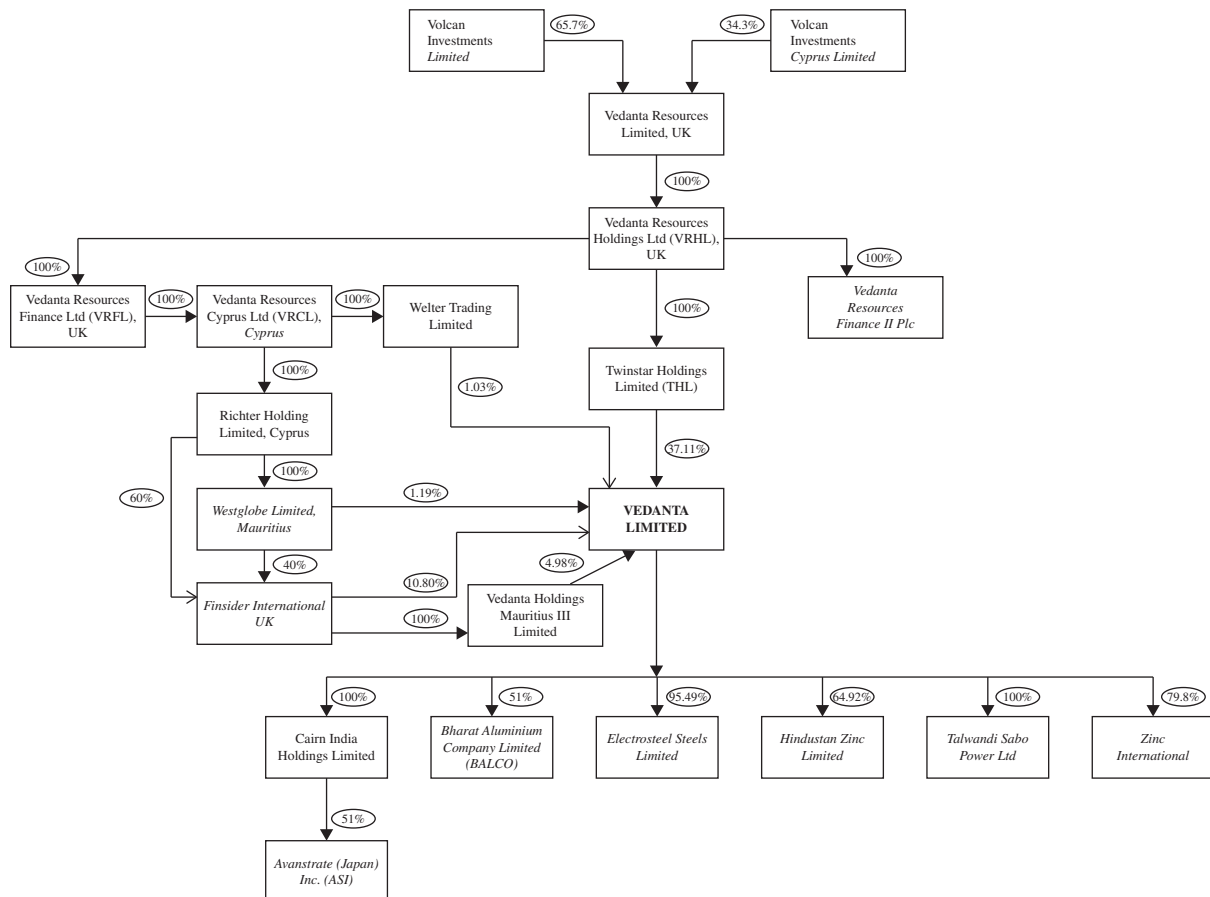 Volcan
Investments
Limited
65.7%
34.3%
Volcan
Investments
Cyprus Limited
Vedanta Resources
Limited, UK
100%
Vedanta Resources
Holdings Ltd (VRHL),
UK
100%
100%
100%
Vedanta Resources
Finance Ltd (VRFL),
UK
100%
Vedanta Resources
Cyprus Ltd (VRCL),
Cyprus
100%
Welter Trading
Limited
Vedanta
Resources
Finance II Plc
100%
1.03%
Twinstar Holdings
Limited (THL)
Richter Holding
Limited, Cyprus
37.11%
100%
60%
Westglobe Limited,
Mauritius
1.19%
VEDANTA
LIMITED
40%
10.80%
4.98%
Finsider International
UK
100%
Vedanta Holdings
Mauritius III
Limited
100%
51%
95.49%
64.92%
100%
79.8%
Cairn India
Holdings Limited
Bharat Aluminium
Company Limited
(BALCO)
Electrosteel Steels
Limited
Hindustan Zinc
Limited
Talwandi Sabo
Power Ltd
Zinc
International
51%
Avanstrate (Japan)
Inc. (ASI)